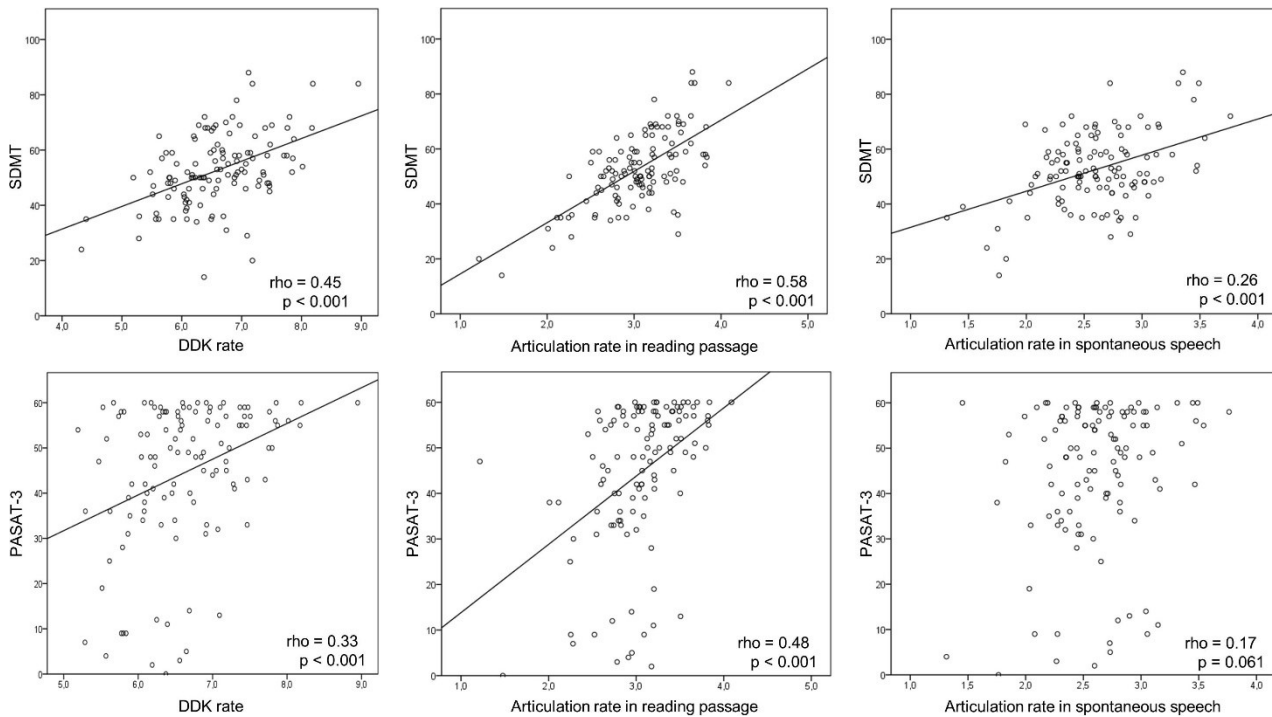 100
80
60
40
20
0
SDMT
4,0 5,0 6,0 7,0 8,0 9,0
DDK rate
rho = 0.45
p < 0.001
100
80
60
40
20
0
SDMT
1,0 2,0 3,0 4,0 5,0
Articulation rate in reading passage
rho = 0.58
p < 0.001
100
80
60
40
20
0
SDMT
1,0 1,5 2,0 2,5 3,0 3,5 4,0
Articulation rate in spontaneous speech
rho = 0.26
p < 0.001
60
50
40
30
20
10
0
PASAT-3
5,0 6,0 7,0 8,0 9,0
DDK rate
rho = 0.33
p < 0.001
60
50
40
30
20
10
0
PASAT-3
1,0 2,0 3,0 4,0 5,0
Articulation rate in reading passage
rho = 0.48
p < 0.001
60
50
40
30
20
10
0
PASAT-3
1,0 1,5 2,0 2,5 3,0 3,5 4,0
Articulation rate in spontaneous speech
rho = 0.17
p = 0.061